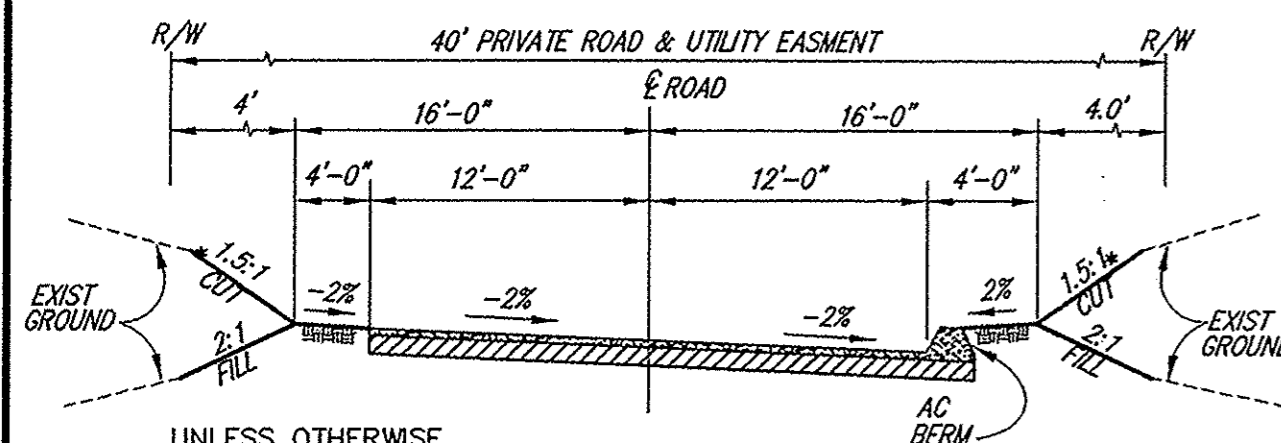 R/W
40' PRIVATE ROAD & UTILITY EASMENT
R/W
℄ ROAD
4'
16'-0"
16'-0"
4.0'
4'-0"
12'-0"
12'-0"
4'-0"
* 1.5:1
CUT
1.5:1*
CUT
-2%
-2%
-2%
2%
EXIST
GROUND
EXIST
GROUND
2:1
FILL
2:1
FILL
AC
BERM
UNLESS OTHERWISE